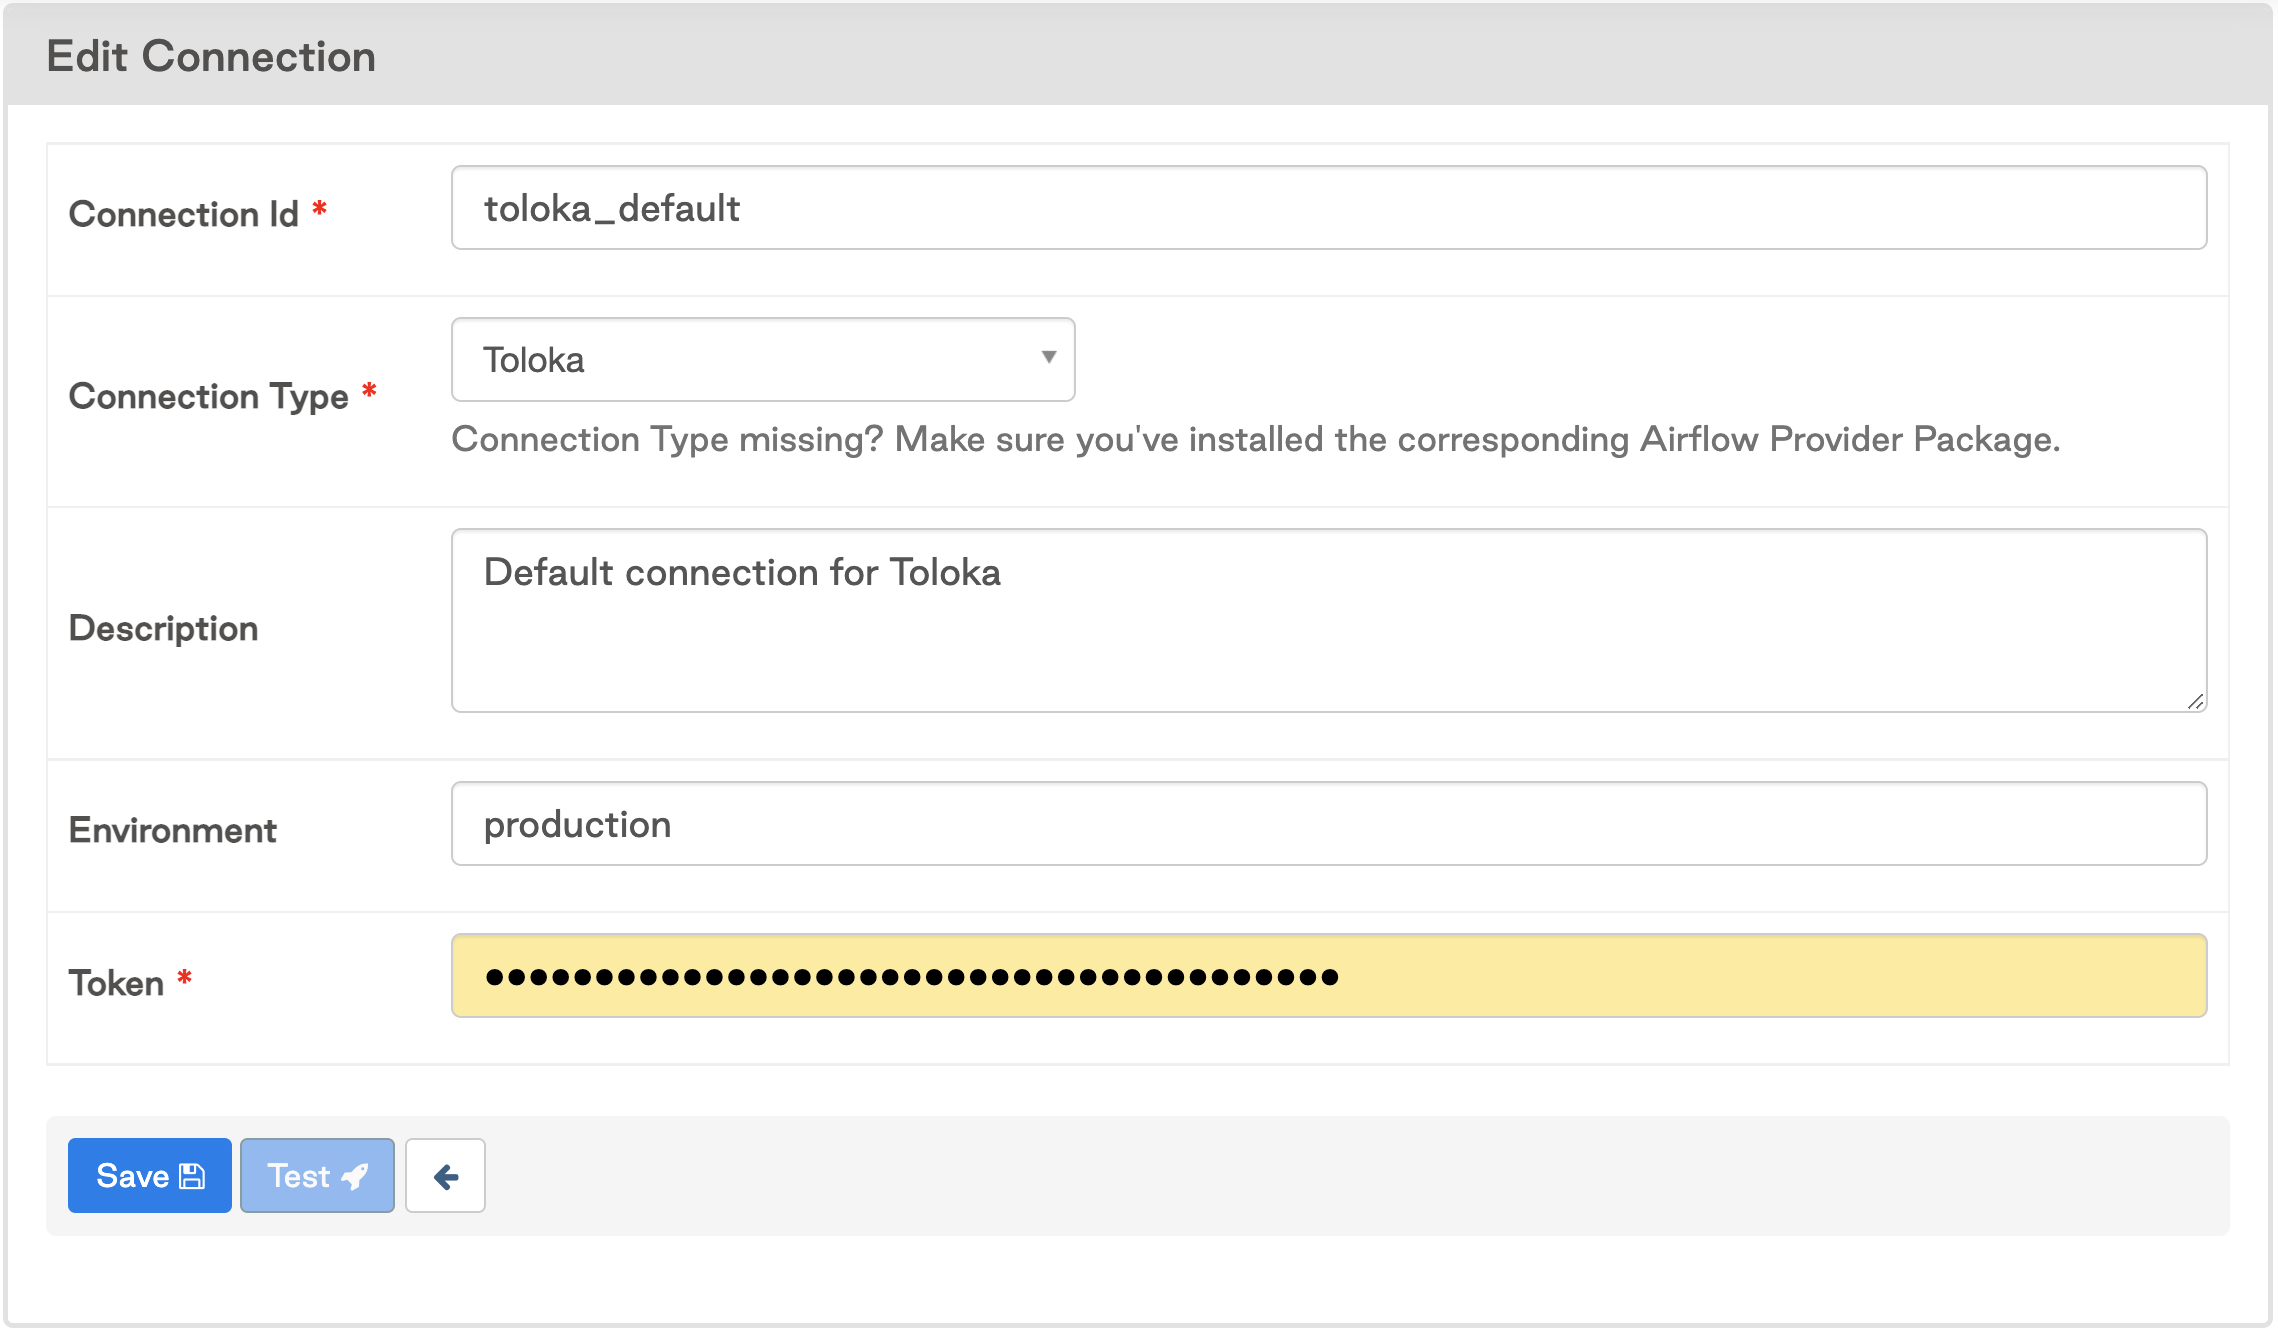 Edit Connection
Connection Id *
toloka_default
Connection Type *
Toloka
Connection Type missing? Make sure you've installed the corresponding Airflow Provider Package.
Description
Default connection for Toloka
Environment
production
Token *
•••••••••••••••••••••••••••••••••••••••
Save
Test